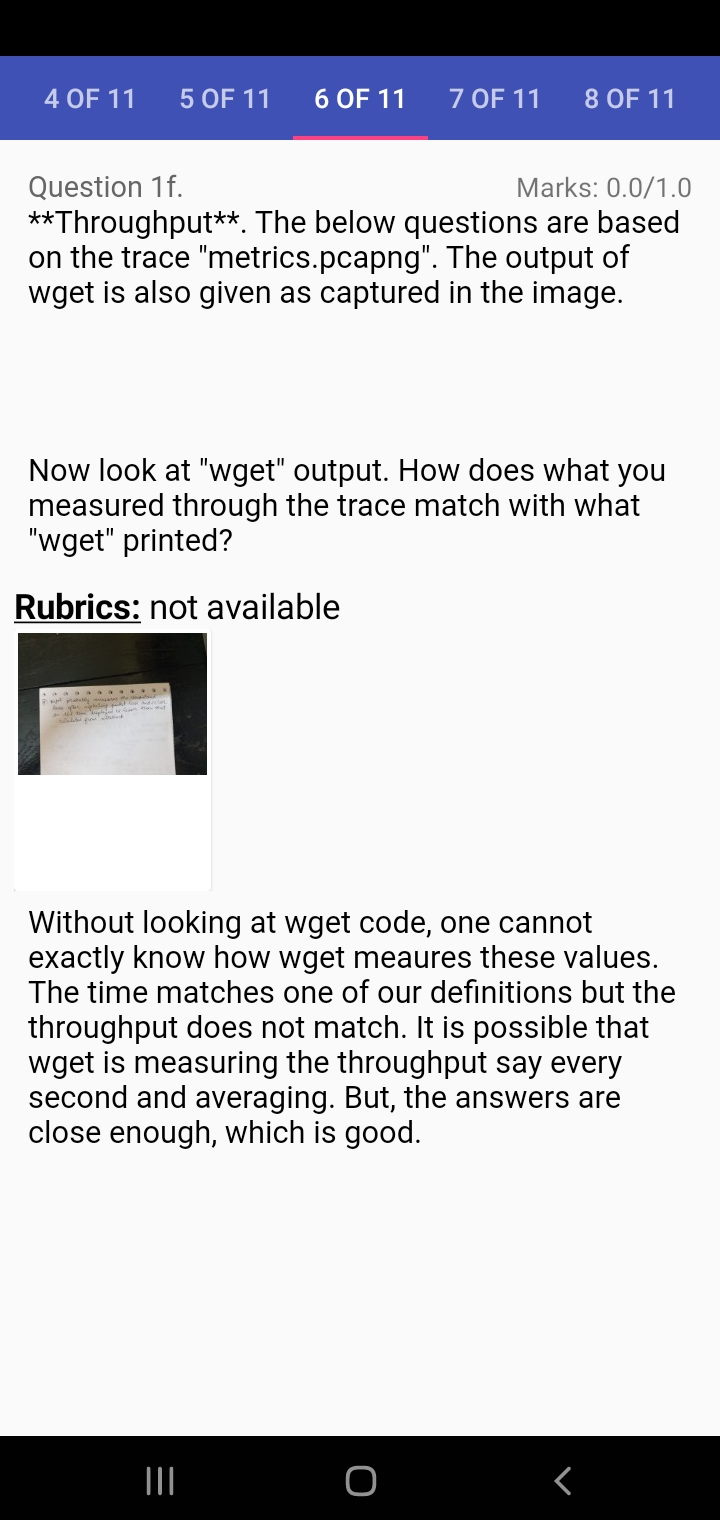 4 OF 11 5 OF 11 6 OF 11 7 OF 11 8 OF 11
Question 1f. Marks: 0.0/1.0
**Throughput**. The below questions are based
on the trace "metrics.pcapng". The output of
wget is also given as captured in the image.
Now look at "wget" output. How does what you
measured through the trace match with what
"wget" printed?
Rubrics: not available
Without looking at wget code, one cannot
exactly know how wget meaures these values.
The time matches one of our definitions but the
throughput does not match. It is possible that
wget is measuring the throughput say every
second and averaging. But, the answers are
close enough, which is good.